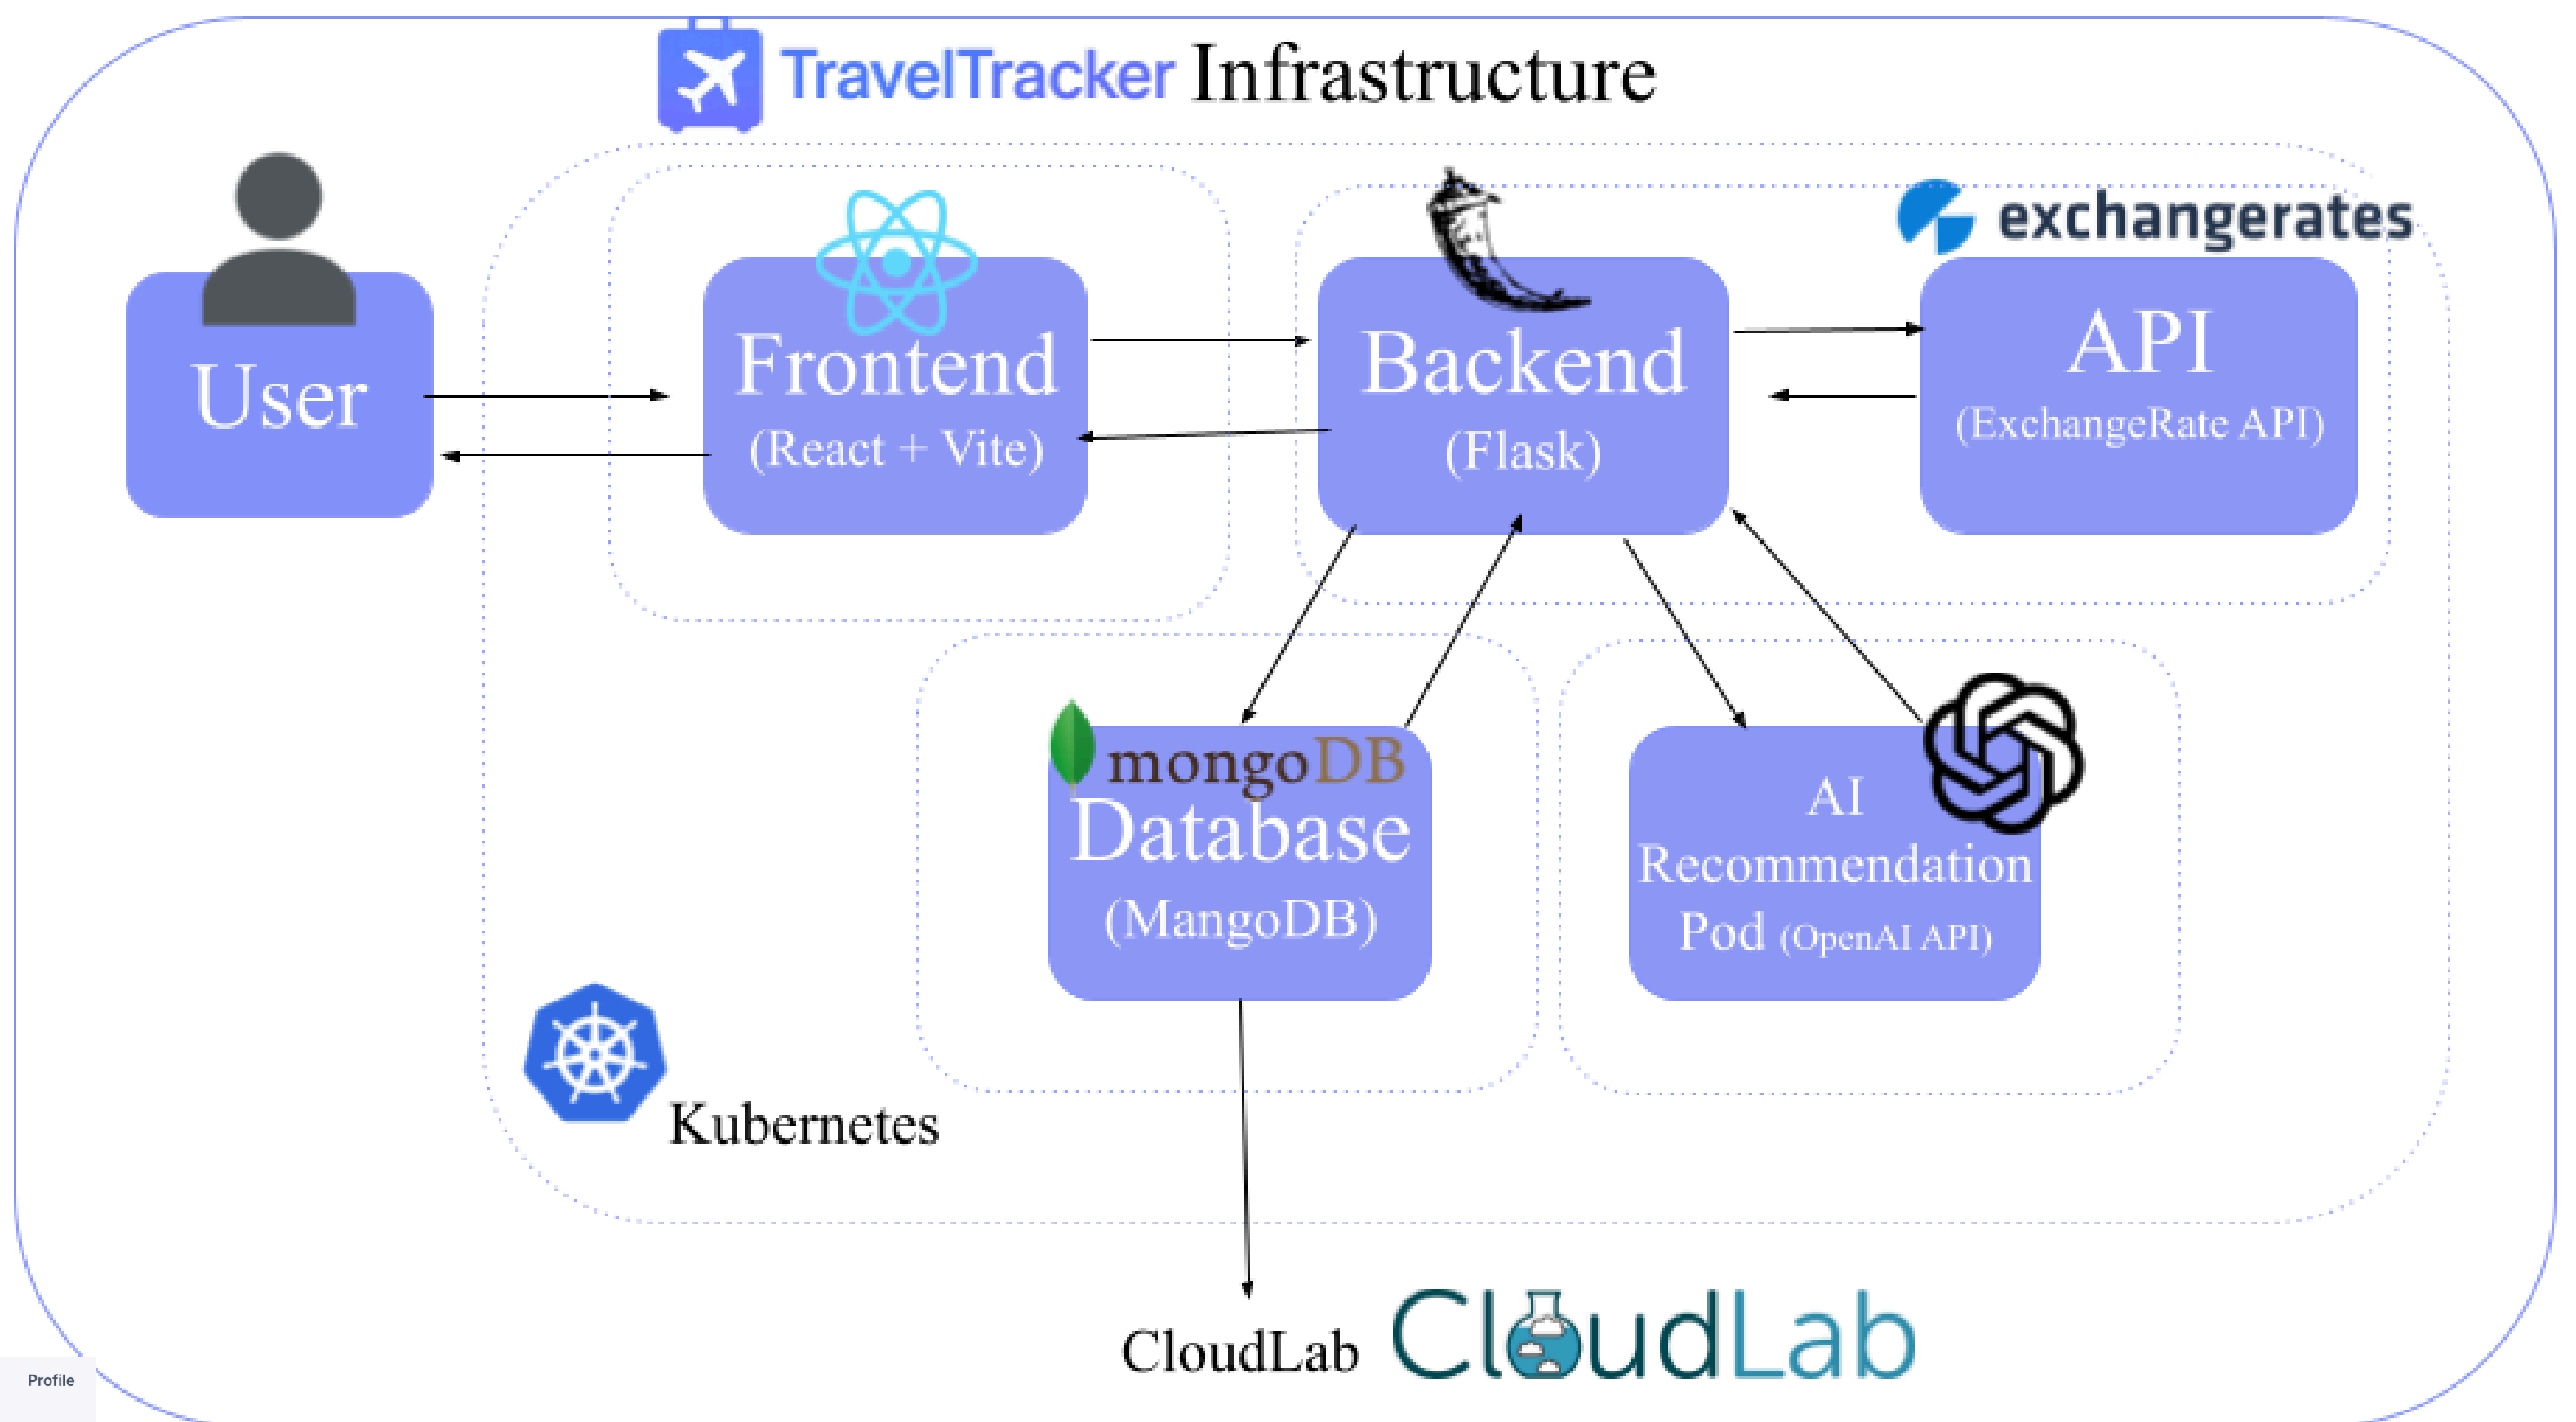 TravelTracker Infrastructure
User
Frontend
(React + Vite)
Backend
(Flask)
exchangerates
API
(ExchangeRate API)
mongoDB
Database
(MangoDB)
AI
Recommendation
Pod (OpenAI API)
Kubernetes
CloudLab CloudLab
Profile